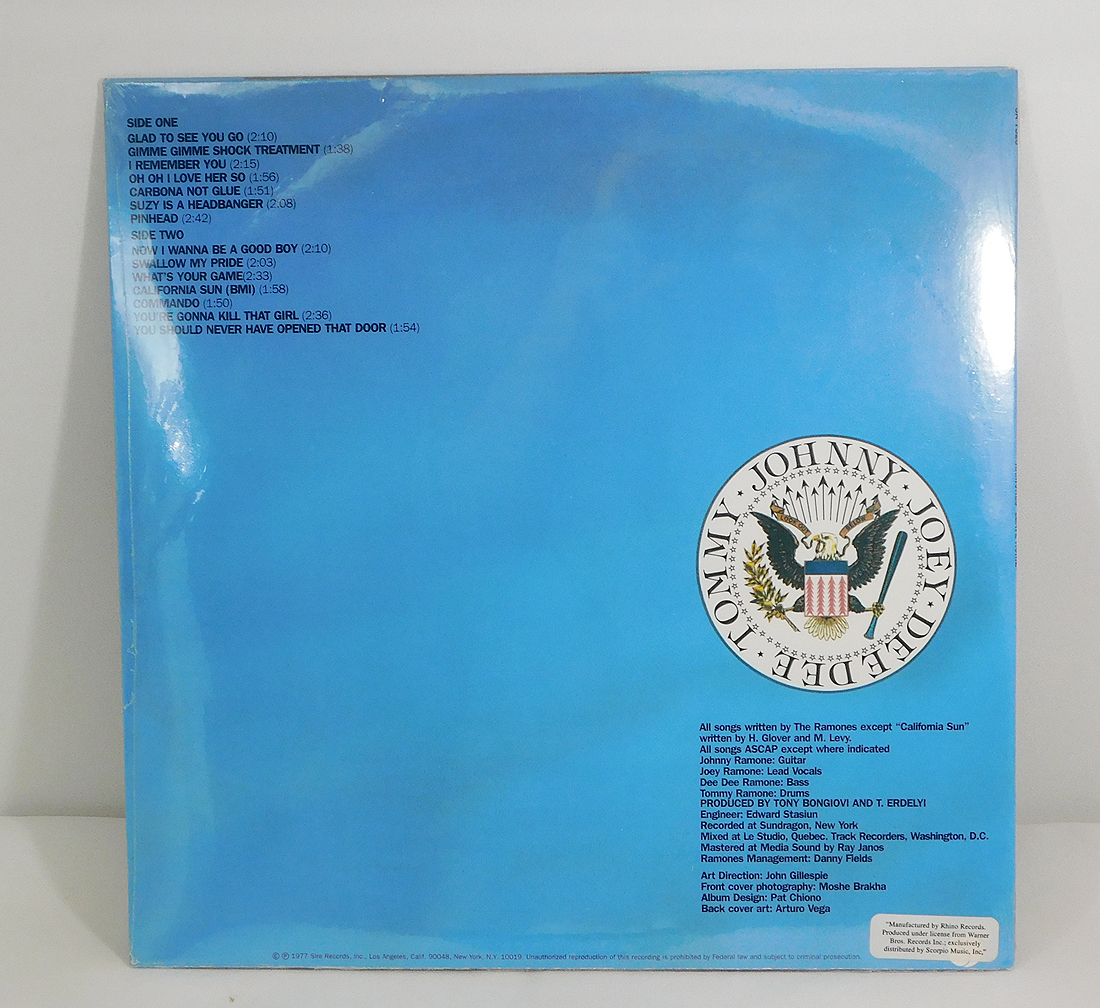 SIDE ONE
GLAD TO SEE YOU GO (2:10)
GIMME GIMME SHOCK TREATMENT (1:38)
I REMEMBER YOU (2:15)
OH OH I LOVE HER SO (1:56)
CARBONA NOT GLUE (1:51)
SUZY IS A HEADBANGER (2:08)
PINHEAD (2:42)
SIDE TWO
NOW I WANNA BE A GOOD BOY (2:10)
SWALLOW MY PRIDE (2:03)
WHAT'S YOUR GAME(2:33)
CALIFORNIA SUN (BMI) (1:58)
COMMANDO (1:50)
YOU'RE GONNA KILL THAT GIRL (2:36)
YOU SHOULD NEVER HAVE OPENED THAT DOOR (1:54)
JOHNNY · JOEY · DEE DEE · TOMMY ·
LOOK OUT BELOW
All songs written by The Ramones except "California Sun"
written by H. Glover and M. Levy.
All songs ASCAP except where indicated
Johnny Ramone: Guitar
Joey Ramone: Lead Vocals
Dee Dee Ramone: Bass
Tommy Ramone: Drums
PRODUCED BY TONY BONGIOVI AND T. ERDELYI
Engineer: Edward Stasiun
Recorded at Sundragon, New York
Mixed at Le Studio, Quebec. Track Recorders, Washington, D.C.
Mastered at Media Sound by Ray Janos
Ramones Management: Danny Fields
Art Direction: John Gillespie
Front cover photography: Moshe Brakha
Album Design: Pat Chiono
Back cover art: Arturo Vega
"Manufactured by Rhino Records.
Produced under license from Warner
Bros. Records Inc.; exclusively
distributed by Scorpio Music, Inc,"
© ℗ 1977 Sire Records, Inc., Los Angeles, Calif. 90048, New York, N.Y. 10019. Unauthorized reproduction of this recording is prohibited by Federal law and subject to criminal prosecution.